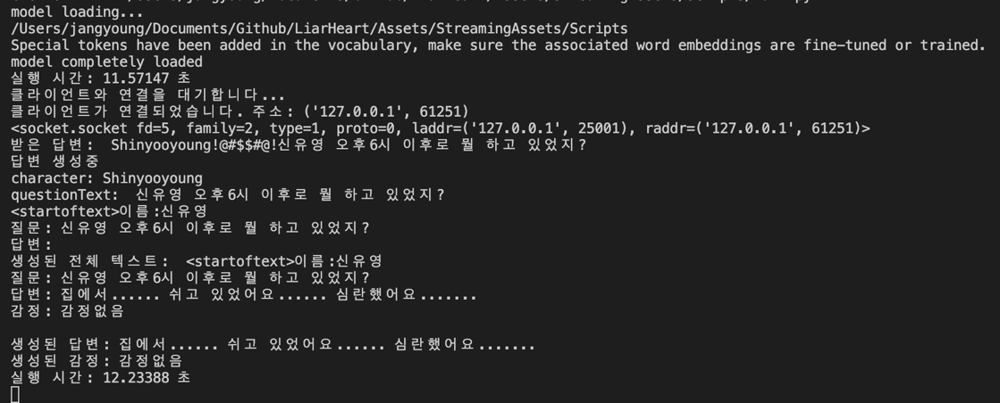 model loading...
/Users/jangyoung/Documents/Github/LiarHeart/Assets/StreamingAssets/Scripts
Special tokens have been added in the vocabulary, make sure the associated word embeddings are fine-tuned or trained.
model completely loaded
실행 시간: 11.57147 초
클라이언트와 연결을 대기합니다...
클라이언트가 연결되었습니다. 주소: ('127.0.0.1', 61251)
<socket.socket fd=5, family=2, type=1, proto=0, laddr=('127.0.0.1', 25001), raddr=('127.0.0.1', 61251)>
받은 답변:  Shinyooyoung!@#$$#@!신유영 오후6시 이후로 뭘 하고 있었지?
답변 생성중
character: Shinyooyoung
questionText:  신유영 오후6시 이후로 뭘 하고 있었지?
<startoftext>이름:신유영
질문: 신유영 오후6시 이후로 뭘 하고 있었지?
답변:
생성된 전체 텍스트:  <startoftext>이름:신유영
질문: 신유영 오후6시 이후로 뭘 하고 있었지?
답변: 집에서...... 쉬고 있었어요...... 심란했어요.......
감정: 감정없음
생성된 답변: 집에서...... 쉬고 있었어요...... 심란했어요.......
생성된 감정: 감정없음
실행 시간: 12.23388 초